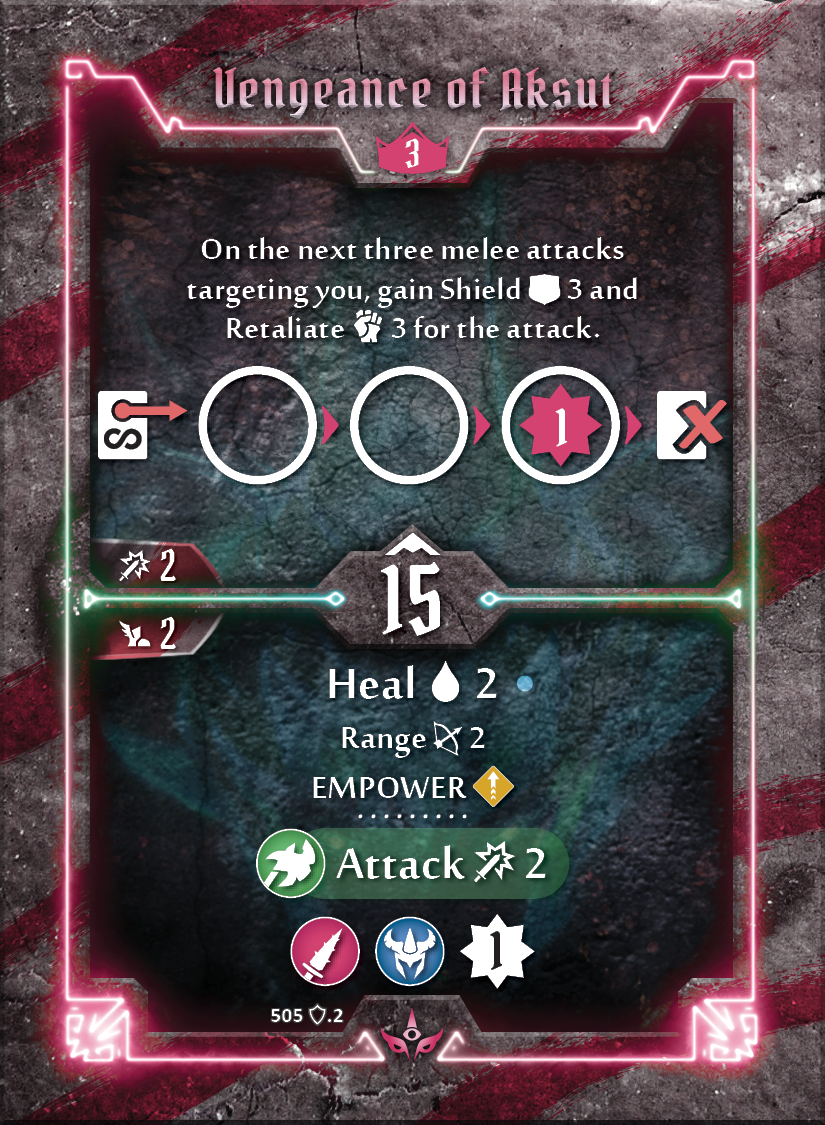 Vengeance of Aksut
3
On the next three melee attacks
targeting you, gain Shield 3 and
Retaliate 3 for the attack.
1
2
15
2
Heal 2
Range 2
EMPOWER
Attack 2
1
505 .2